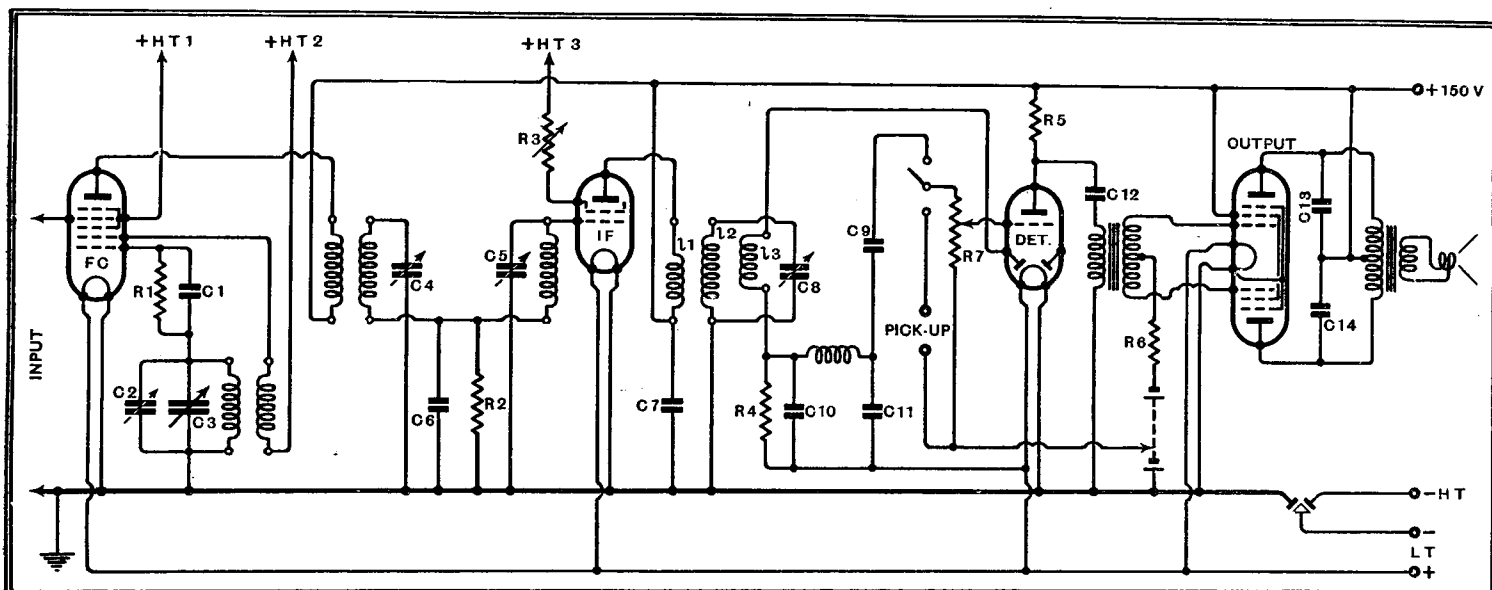 +HT1
+HT2
+HT3
+150 V
R3
R5
OUTPUT
FC
IF
DET.
C12
C13
C5
C4
l1
l2
l3
C8
C9
R7
R1
C1
PICK-UP
C14
R6
INPUT
C2
C3
C6
R2
C7
R4
C10
C11
-HT
-
LT
+